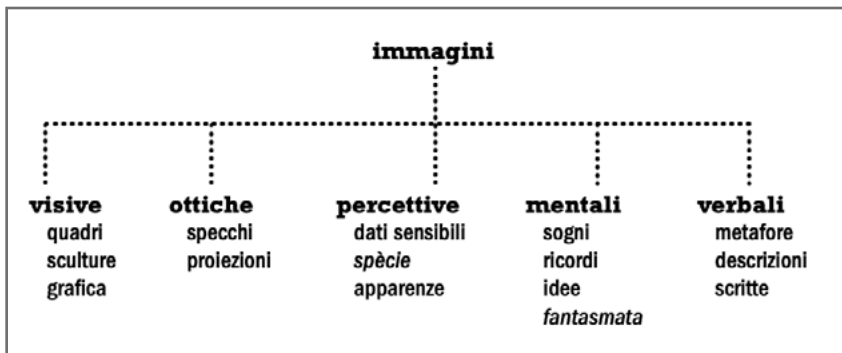 immagini
visive
quadri
sculture
grafica
ottiche
specchi
proiezioni
percettive
dati sensibili
spècie
apparenze
mentali
sogni
ricordi
idee
fantasmata
verbali
metafore
descrizioni
scritte